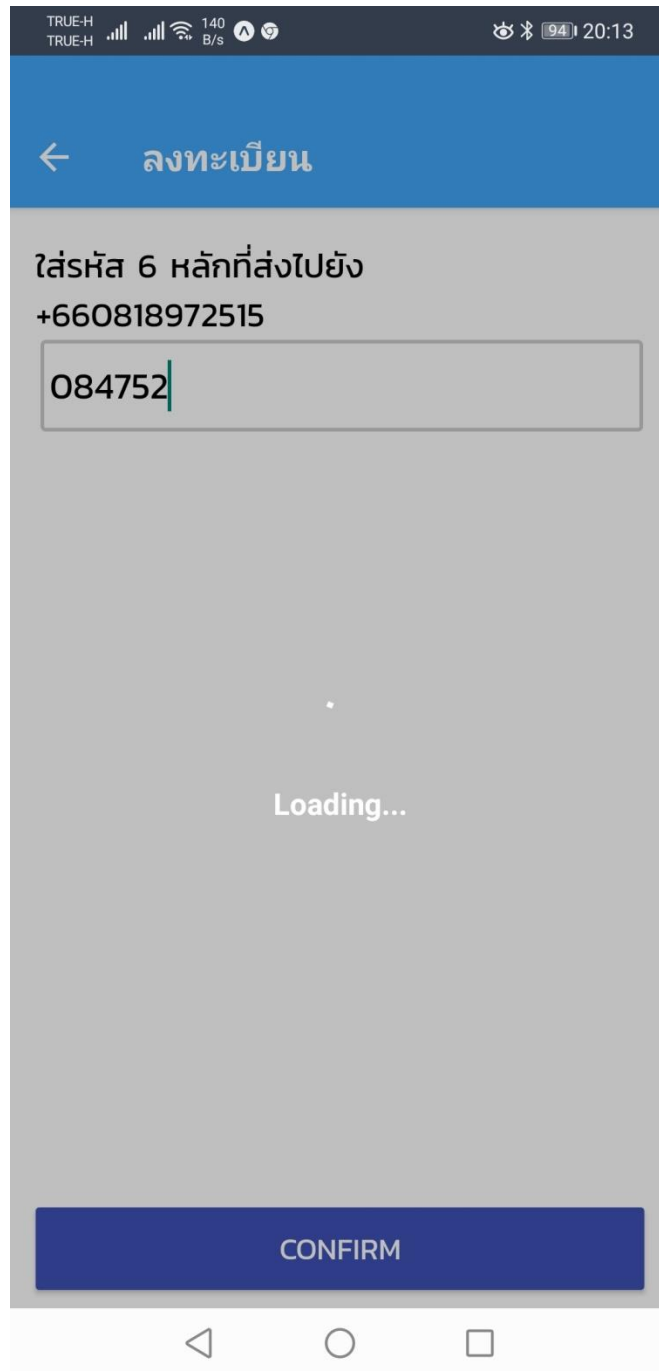 TRUE-H
TRUE-H
140
B/s
94
20:13
ลงทะเบียน
ใส่รหัส 6 หลักที่ส่งไปยัง
+660818972515
084752
Loading...
CONFIRM